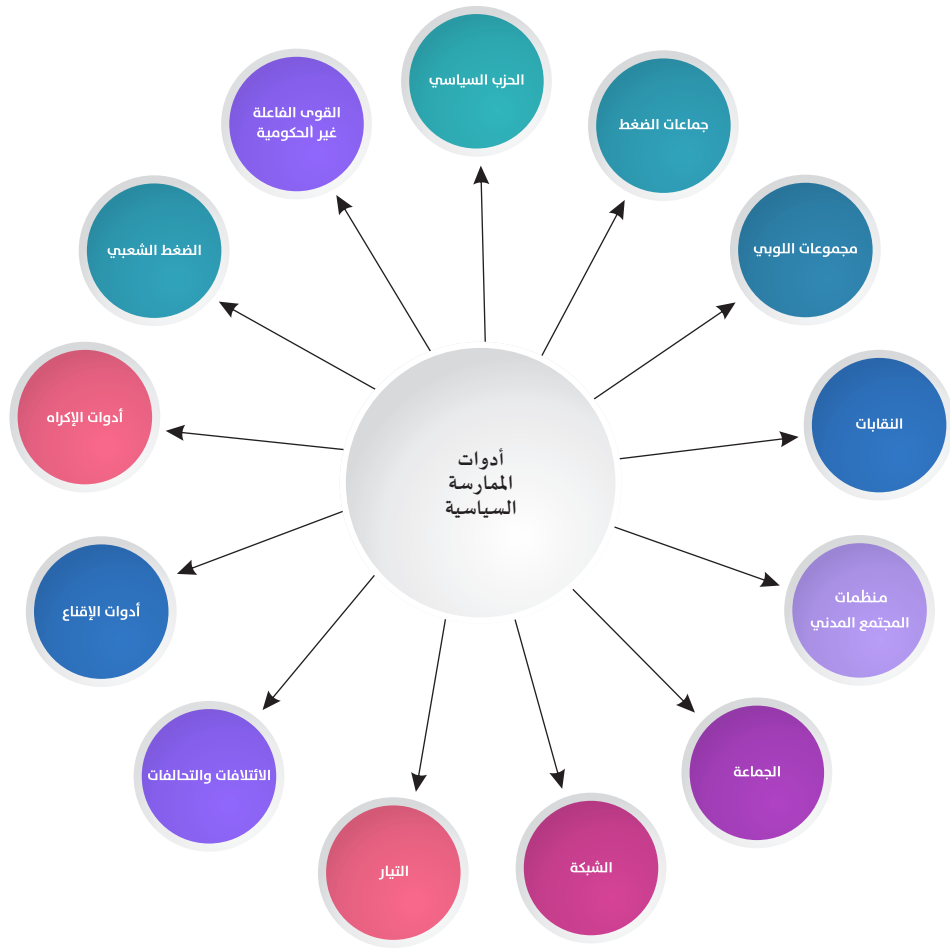 أدوات
الممارسة
السياسية
الحزب السياسي
جماعات الضغط
مجموعات اللوبي
النقابات
منظمات
المجتمع المدني
الجماعة
الشبكة
التيار
الائتلافات والتحالفات
أدوات الإقناع
أدوات الإكراه
الضغط الشعبي
القوى الفاعلة
غير الحكومية